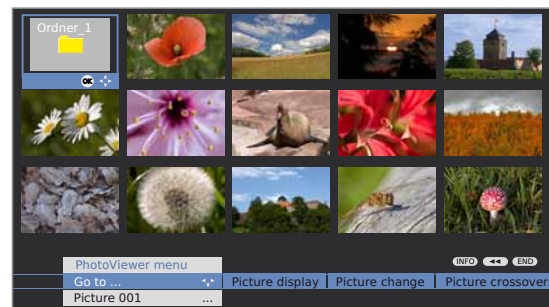 Ordner_1
OK
INFO END
PhotoViewer menu
Go to ... Picture display Picture change Picture crossover
Picture 001 ...